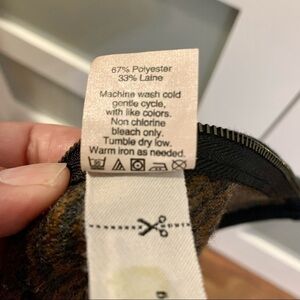 67% Polyester
33% Laine
Machine wash cold
gentle cycle,
with like colors.
Non chlorine
bleach only.
Tumble dry low.
Warm iron as needed.